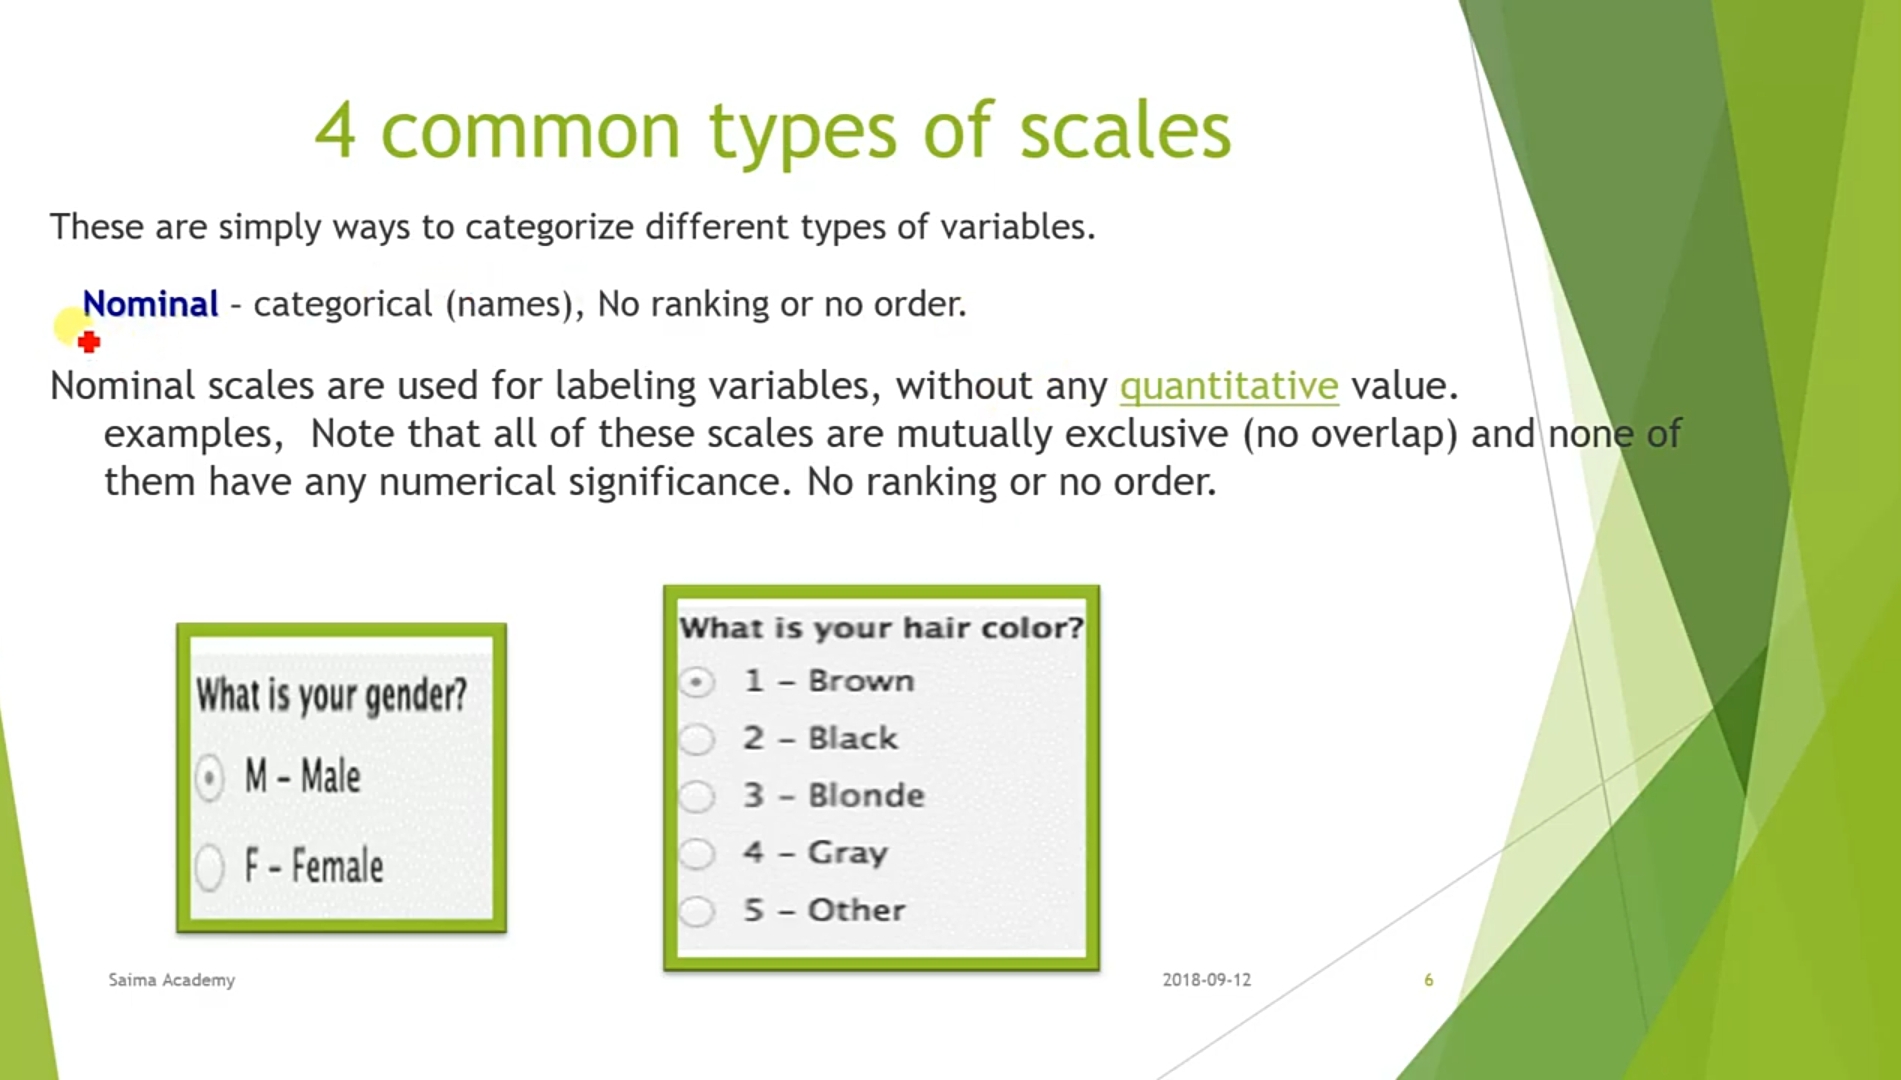 4 common types of scales
These are simply ways to categorize different types of variables.
Nominal - categorical (names), No ranking or no order.
Nominal scales are used for labeling variables, without any quantitative value.
examples, Note that all of these scales are mutually exclusive (no overlap) and none of
them have any numerical significance. No ranking or no order.
What is your gender?
M - Male
F - Female
What is your hair color?
1 - Brown
2 - Black
3 - Blonde
4 - Gray
5 - Other
Saima Academy
2018-09-12
6